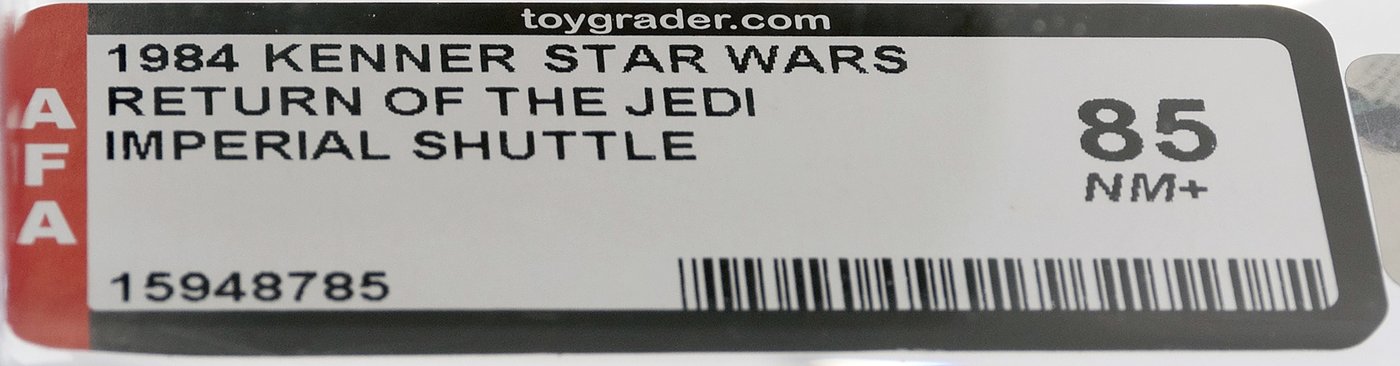 toygrader.com
AFA
1984 KENNER STAR WARS
RETURN OF THE JEDI
IMPERIAL SHUTTLE
85
NM+
15948785